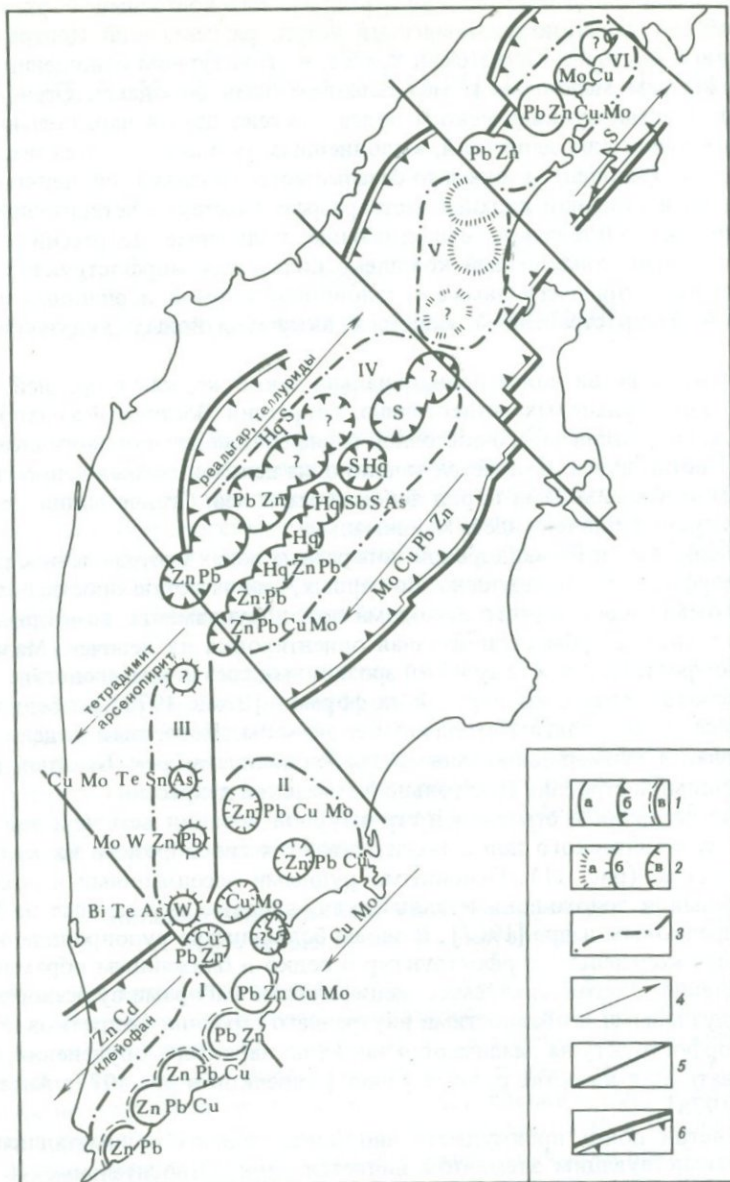 ?
VI
Mo Cu
Pb Zn Cu Mo
Pb Zn
As
S
V
?
IV
?
реальгар, теллуриды
Hg S
?
S
S Hg
Pb Zn
Hg Sb S As
Hg
Hg Zn Pb
Mo Cu Pb Zn
Zn Pb
Zn Pb
Zn Pb Cu Mo
тетрадимит
арсенопирит
III
Cu Mo Te Sn (As)
II
Zn Pb Cu Mo
Mo W Zn Pb
Zn Pb Cu
Bi Te As W
Cu Mo
Cu
Cu Mo
Pb Zn
I
Pb Zn Cu Mo
Zn Cd
клейофан
Pb Zn
Zn Pb Cu
Zn Pb Cu
Zn Pb
а б в 1
а б в 2
3
4
5
6